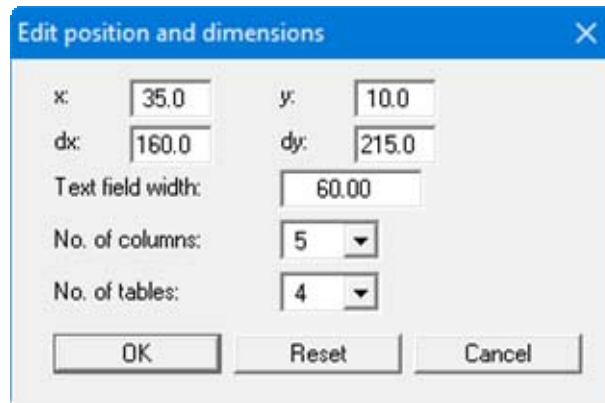 Edit position and dimensions
x: 35.0 y: 10.0
dx: 160.0 dy: 215.0
Text field width: 60.00
No. of columns: 5
No. of tables: 4
OK Reset Cancel